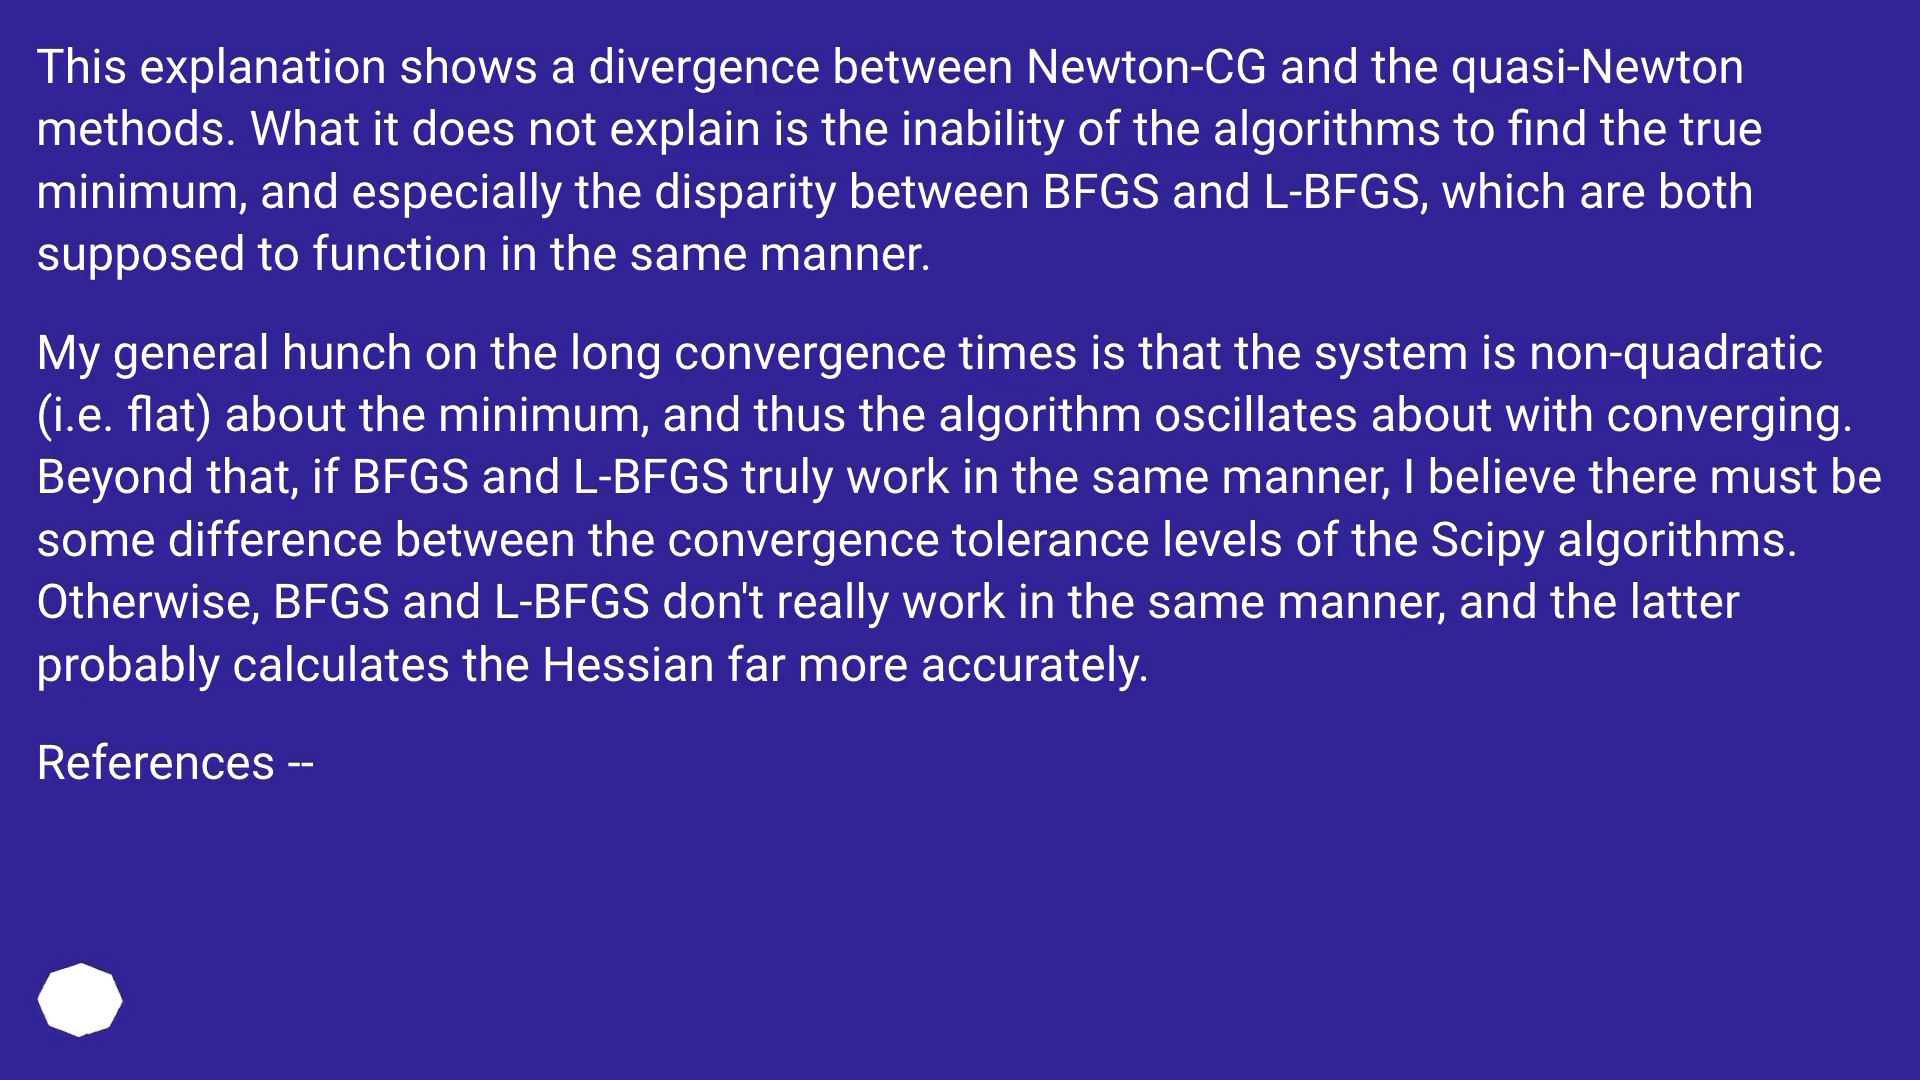 This explanation shows a divergence between Newton-CG and the quasi-Newton
methods. What it does not explain is the inability of the algorithms to find the true
minimum, and especially the disparity between BFGS and L-BFGS, which are both
supposed to function in the same manner.
My general hunch on the long convergence times is that the system is non-quadratic
(i.e. flat) about the minimum, and thus the algorithm oscillates about with converging.
Beyond that, if BFGS and L-BFGS truly work in the same manner, I believe there must be
some difference between the convergence tolerance levels of the Scipy algorithms.
Otherwise, BFGS and L-BFGS don't really work in the same manner, and the latter
probably calculates the Hessian far more accurately.
References --